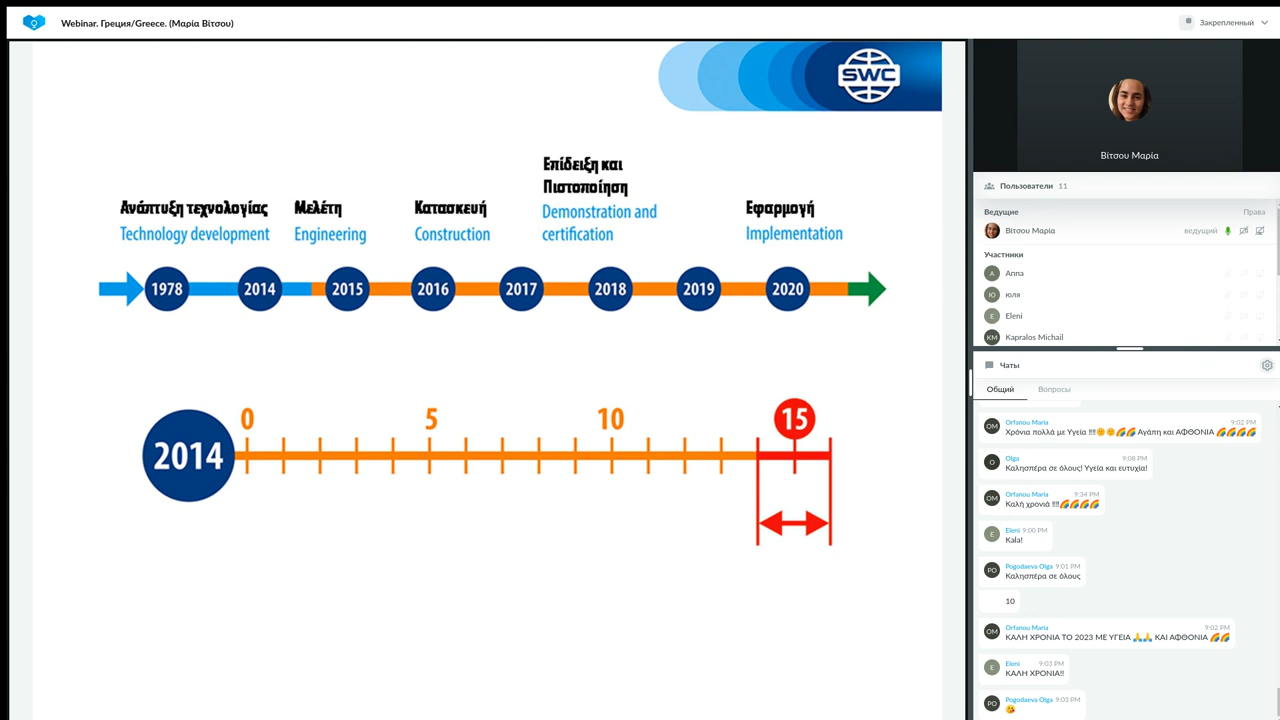 Webinar. Греция/Greece. (Μαρία Βίτσου)
Закрепленный
SWC
Επίδειξη και
Πιστοποίηση
Ανάπτυξη τεχνολογίας
Μελέτη
Κατασκευή
Demonstration and
certification
Εφαρμογή
Technology development
Engineering
Construction
Implementation
1978
2014
2015
2016
2017
2018
2019
2020
0
5
10
15
2014
Βίτσου Μαρία
Пользователи 11
Ведущие
Права
Βίτσου Μαρία
ведущий
Участники
A Anna
Ю юля
E Eleni
KM Kapralos Michail
Чаты
Общий
Вопросы
OM Orfanou Maria 9:02 PM
Χρόνια πολλά με Υγεία !!!!🙂🙂🌈🌈 Αγάπη και ΑΦΘΟΝΙΑ 🌈🌈🌈🌈
O Olga 9:08 PM
Καλησπέρα σε όλους! Υγεία και ευτυχία!
OM Orfanou Maria 9:34 PM
Καλή χρονιά !!!!🌈🌈🌈🌈
E Eleni 9:00 PM
Kala!
PO Pogodaeva Olga 9:01 PM
Καλησπέρα σε όλους
10
OM Orfanou Maria 9:02 PM
ΚΑΛΗ ΧΡΟΝΙΑ ΤΟ 2023 ΜΕ ΥΓΕΙΑ 🙏🙏 ΚΑΙ ΑΦΘΟΝΙΑ 🌈🌈
E Eleni 9:03 PM
ΚΑΛΗ ΧΡΟΝΙΑ!!
PO Pogodaeva Olga 9:03 PM
😘